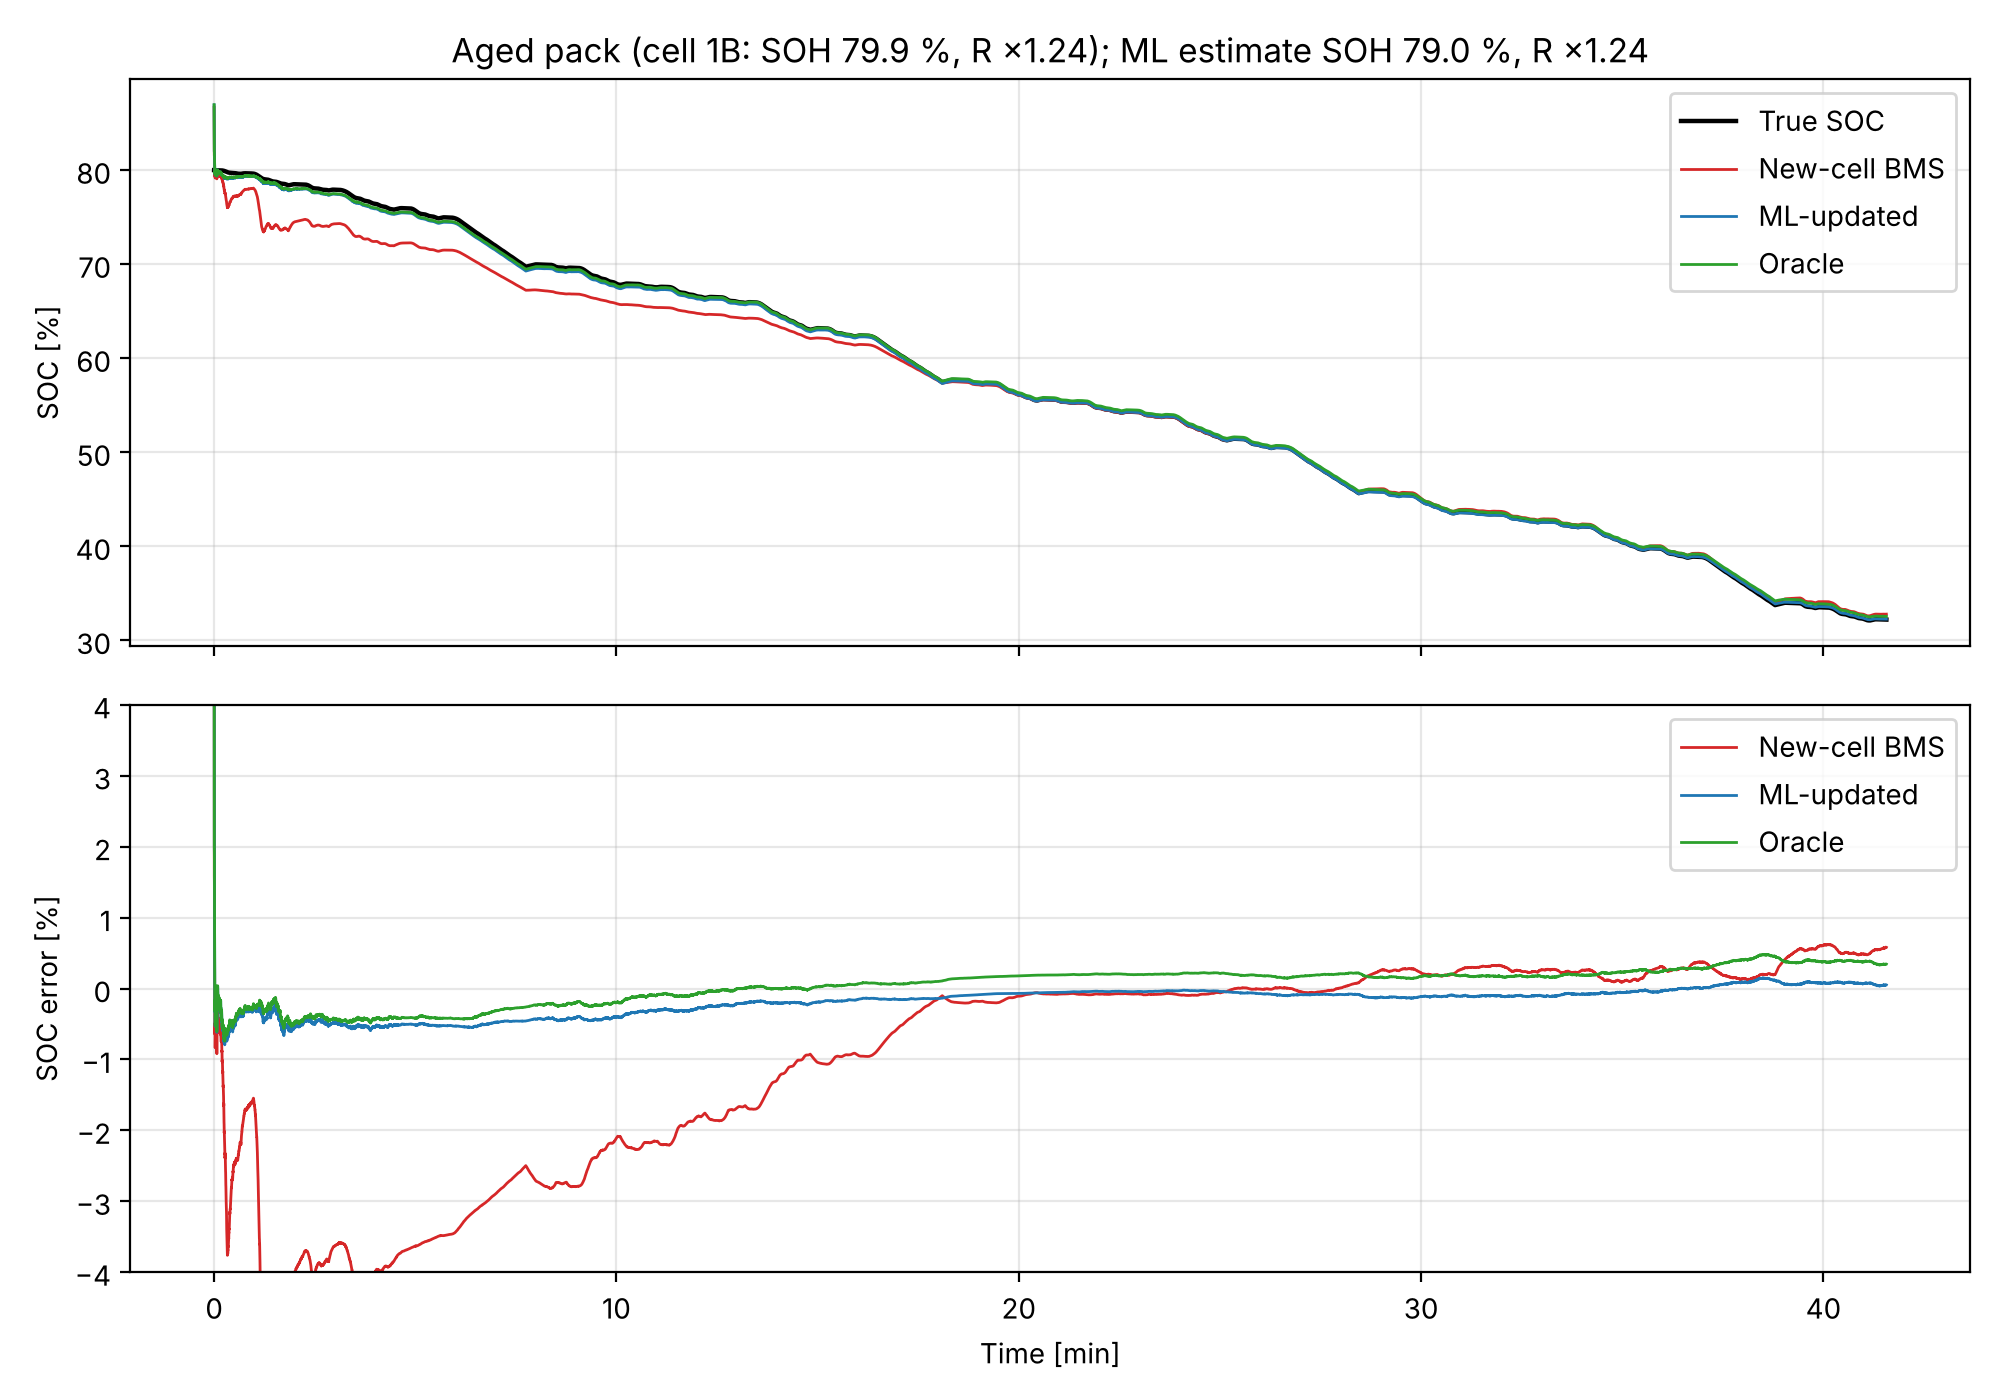 Aged pack (cell 1B: SOH 79.9 %, R ×1.24); ML estimate SOH 79.0 %, R ×1.24
True SOC
New-cell BMS
ML-updated
Oracle
80
70
60
50
40
30
SOC [%]
New-cell BMS
ML-updated
Oracle
4
3
2
1
0
−1
−2
−3
−4
SOC error [%]
0 10 20 30 40
Time [min]